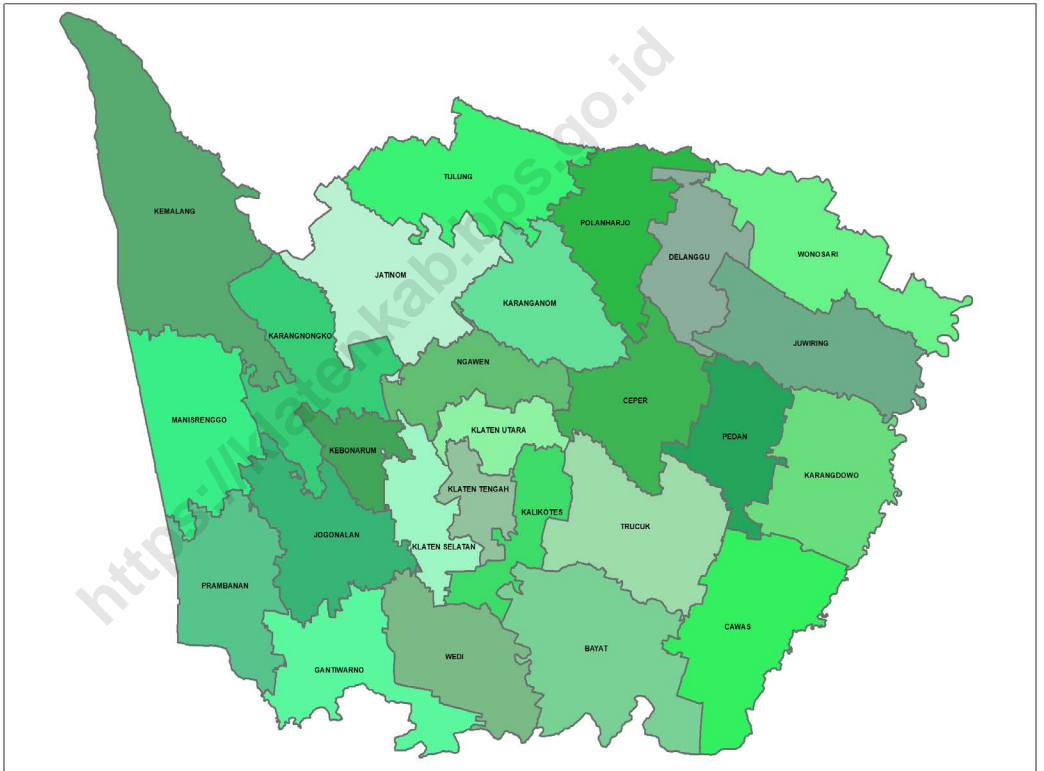 https://klatenkab.bps.go.id
TULUNG
KEMALANG
POLANHARJO
DELANGGU
WONOSARI
JATINOM
KARANGANOM
KARANGNONGKO
JUWIRING
NGAWEN
CEPER
MANISRENGGO
KLATEN UTARA
PEDAN
KEBONARUM
KARANGDOWO
KLATEN TENGAH
KALIKOTES
TRUCUK
JOGONALAN
KLATEN SELATAN
PRAMBANAN
CAWAS
BAYAT
WEDI
GANTIWARNO